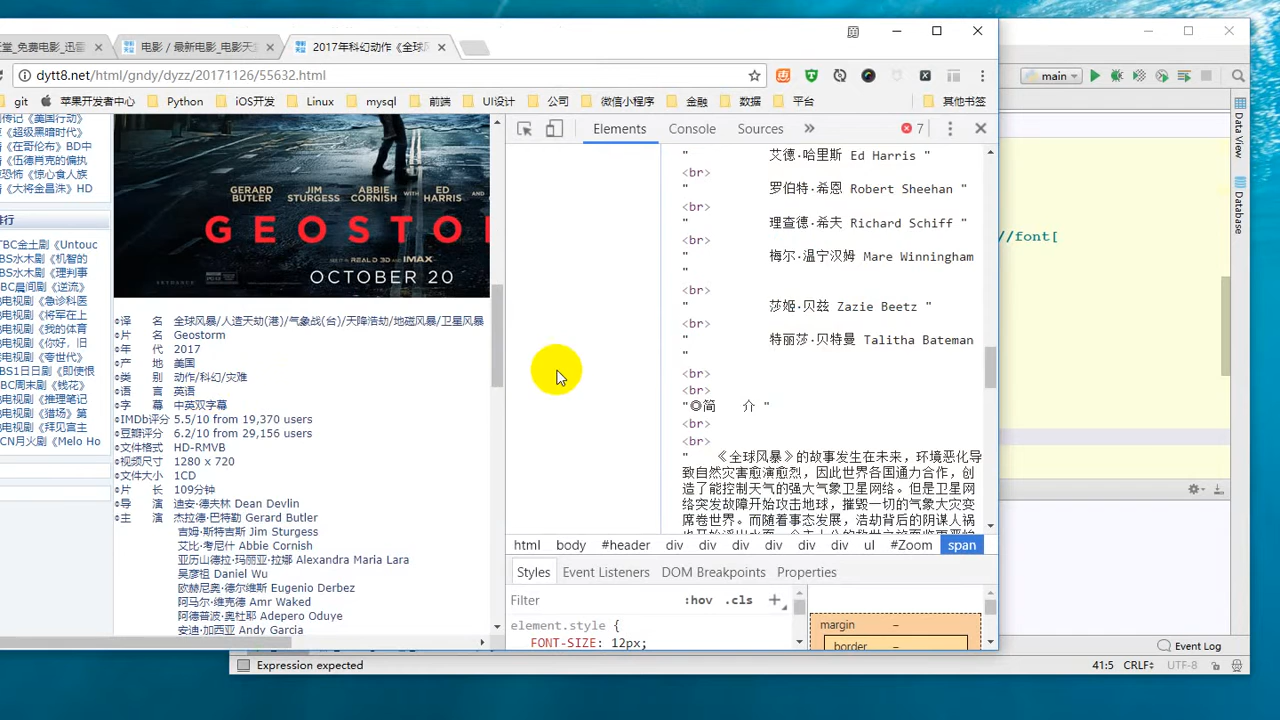 天堂_免费电影_迅雷
电影 / 最新电影_电影天
2017年科幻动作《全球风
dytt8.net/html/gndy/dyzz/20171126/55632.html
main
git
苹果开发者中心
Python
iOS开发
Linux
mysql
前端
UI设计
公司
微信小程序
金融
数据
平台
其他书签
传记《美国行动》
《超级黑暗时代》
《在哥伦布》BD中
《伍德肖克的偏执
恐怖《惊心食人族
《大将金昌洙》HD
排行
TBC金土剧《Untouc
BS水木剧《机智的
BS水木剧《理判事
BC晨间剧《逆流》
电视剧《急诊科医
电视剧《将军在上
电视剧《我的体育
电视剧《你好，旧
电视剧《夸世代》
BS1日日剧《即使恨
BC周末剧《钱花》
电视剧《推理笔记
电视剧《猎场》第
电视剧《拜见宫主
CN月火剧《Melo Ho
GERARD BUTLER
JIM STURGESS
ABBIE CORNISH
WITH
ED HARRIS
AND
GEOSTOR
REALD 3D AND IMAX
SKYDANCE
OCTOBER 20
译 名 全球风暴/人造天劫(港)/气象战(台)/天降浩劫/地磁风暴/卫星风暴
片 名 Geostorm
年 代 2017
产 地 美国
类 别 动作/科幻/灾难
语 言 英语
字 幕 中英双字幕
IMDb评分 5.5/10 from 19,370 users
豆瓣评分 6.2/10 from 29,156 users
文件格式 HD-RMVB
视频尺寸 1280 x 720
文件大小 1CD
片 长 109分钟
导 演 迪安·德夫林 Dean Devlin
主 演 杰拉德·巴特勒 Gerard Butler
吉姆·斯特吉斯 Jim Sturgess
艾比·考尼什 Abbie Cornish
亚历山德拉·玛丽亚·拉娜 Alexandra Maria Lara
吴彦祖 Daniel Wu
欧赫尼奥·德尔维斯 Eugenio Derbez
阿马尔·维克德 Amr Waked
阿德普波·奥杜耶 Adepero Oduye
安迪·加西亚 Andy Garcia
Elements
Console
Sources
7
" 艾德·哈里斯 Ed Harris "
<br>
" 罗伯特·希恩 Robert Sheehan "
<br>
" 理查德·希夫 Richard Schiff "
<br>
" 梅尔·温宁汉姆 Mare Winningham
"
<br>
" 莎姬·贝兹 Zazie Beetz "
<br>
" 特丽莎·贝特曼 Talitha Bateman
"
<br>
<br>
"◎简 介 "
<br>
<br>
" 《全球风暴》的故事发生在未来，环境恶化导
致自然灾害愈演愈烈，因此世界各国通力合作，创
造了能控制天气的强大气象卫星网络。但是卫星网
络突发故障开始攻击地球，摧毁一切的气象大灾变
席卷世界。而随着事态发展，浩劫背后的阴谋人祸
html body #header div div div div div ul #Zoom span
Styles Event Listeners DOM Breakpoints Properties
Filter
:hov .cls +
element.style {
FONT-SIZE: 12px;
margin –
border –
//font[
Data View
Database
Event Log
Expression expected
41:5 CRLF UTF-8